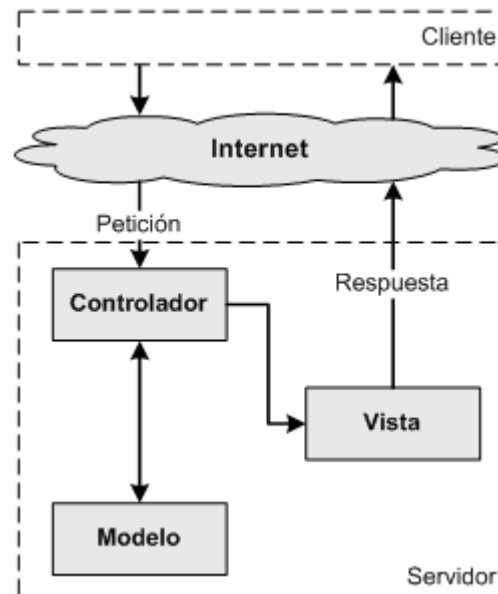 Cliente
Internet
Petición
Respuesta
Controlador
Vista
Modelo
Servidor